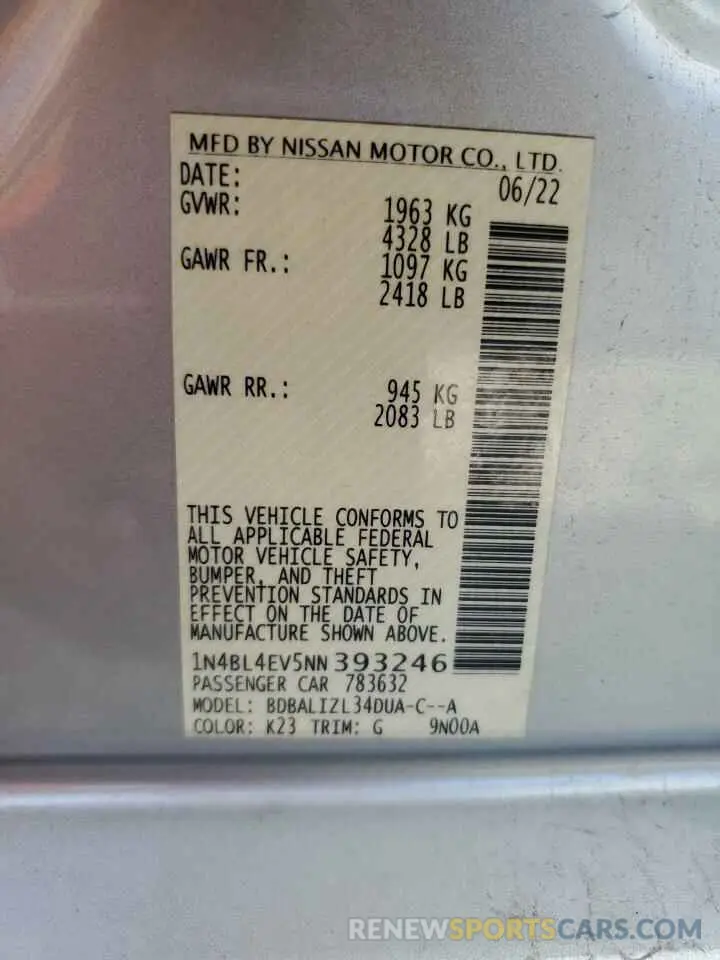 MFD BY NISSAN MOTOR CO., LTD.
DATE: 06/22
GVWR: 1963 KG
4328 LB
GAWR FR.: 1097 KG
2418 LB
GAWR RR.: 945 KG
2083 LB
THIS VEHICLE CONFORMS TO
ALL APPLICABLE FEDERAL
MOTOR VEHICLE SAFETY,
BUMPER, AND THEFT
PREVENTION STANDARDS IN
EFFECT ON THE DATE OF
MANUFACTURE SHOWN ABOVE.
1N4BL4EV5NN393246
PASSENGER CAR 783632
MODEL: BDBALIZL34DUA-C--A
COLOR: K23 TRIM: G 9N00A
RENEWSPORTSCARS.COM